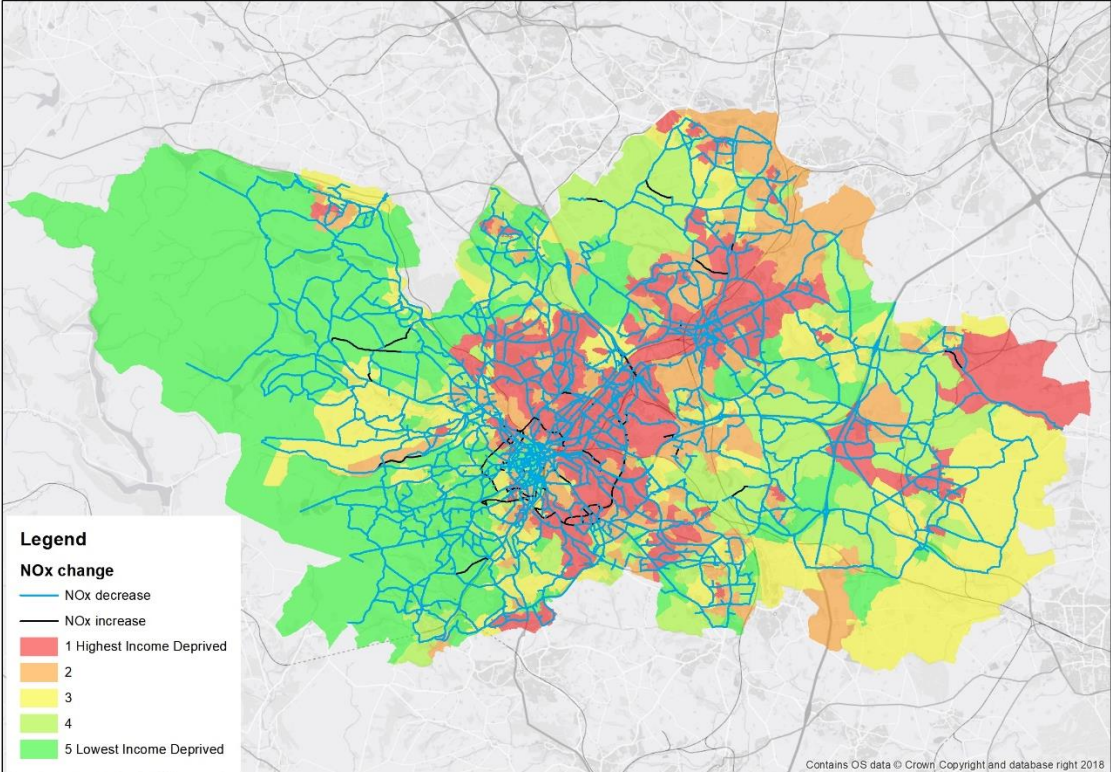 Legend
NOx change
NOx decrease
NOx increase
1 Highest Income Deprived
2
3
4
5 Lowest Income Deprived
Contains OS data © Crown Copyright and database right 2018